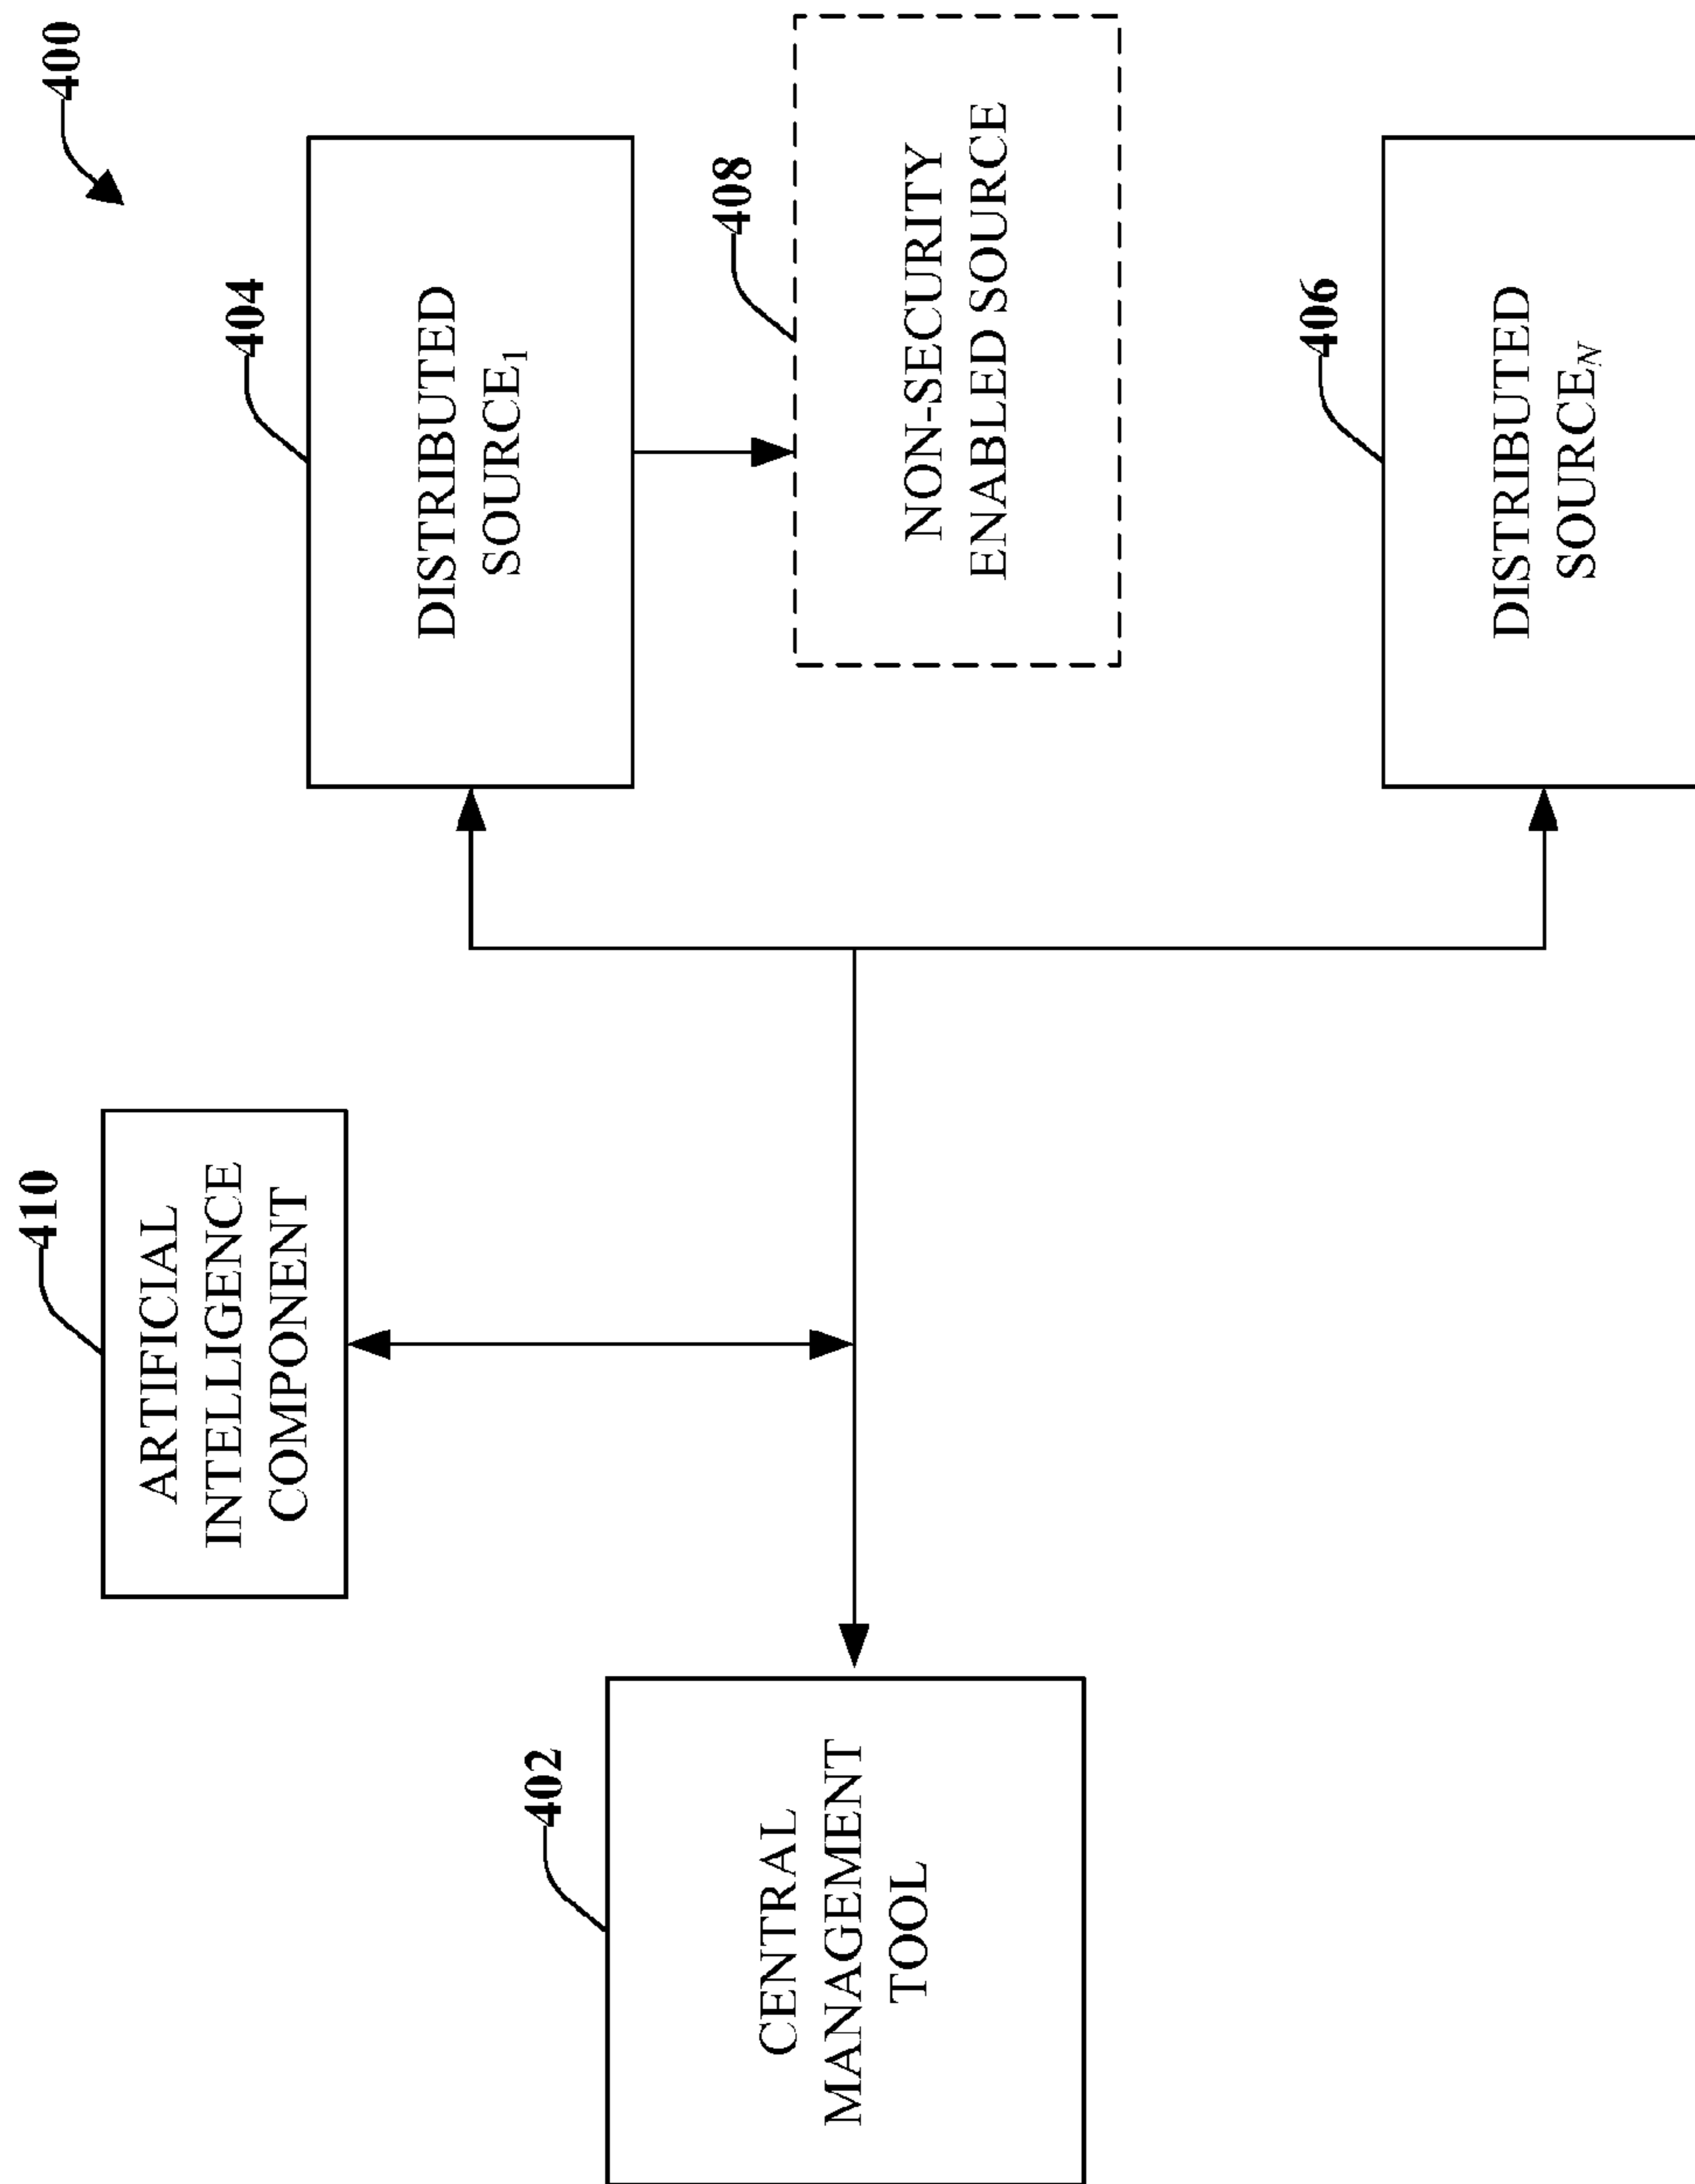 400
410
ARTIFICIAL
INTELLIGENCE
COMPONENT
404
DISTRIBUTED
SOURCE1
402
CENTRAL
MANAGEMENT
TOOL
408
NON-SECURITY
ENABLED SOURCE
406
DISTRIBUTED
SOURCEN